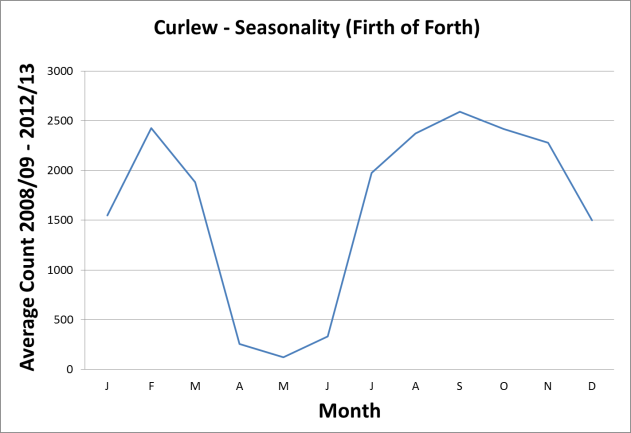 Curlew - Seasonality (Firth of Forth)
Average Count 2008/09 - 2012/13
3000
2500
2000
1500
1000
500
0
J F M A M J J A S O N D
Month